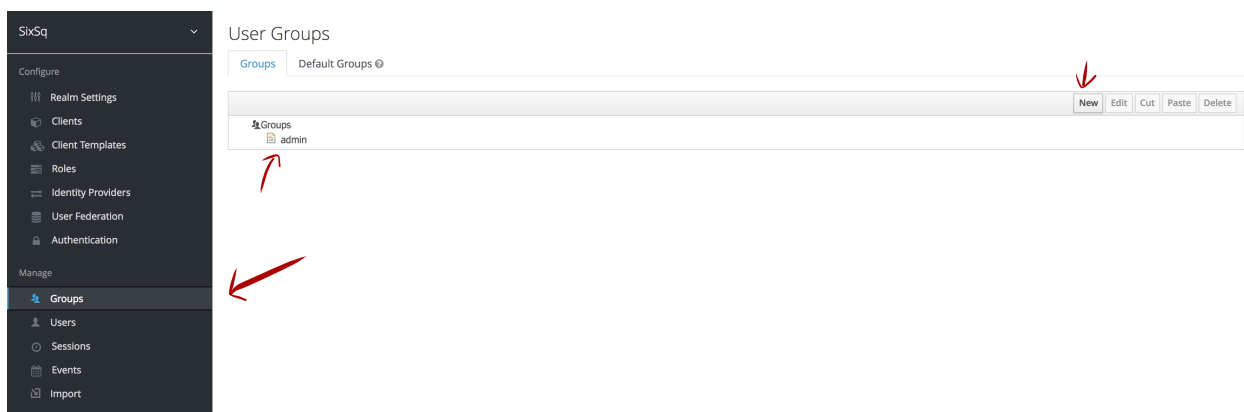 SixSq
Configure
Realm Settings
Clients
Client Templates
Roles
Identity Providers
User Federation
Authentication
Manage
Groups
Users
Sessions
Events
Import
User Groups
Groups Default Groups
New Edit Cut Paste Delete
Groups
admin